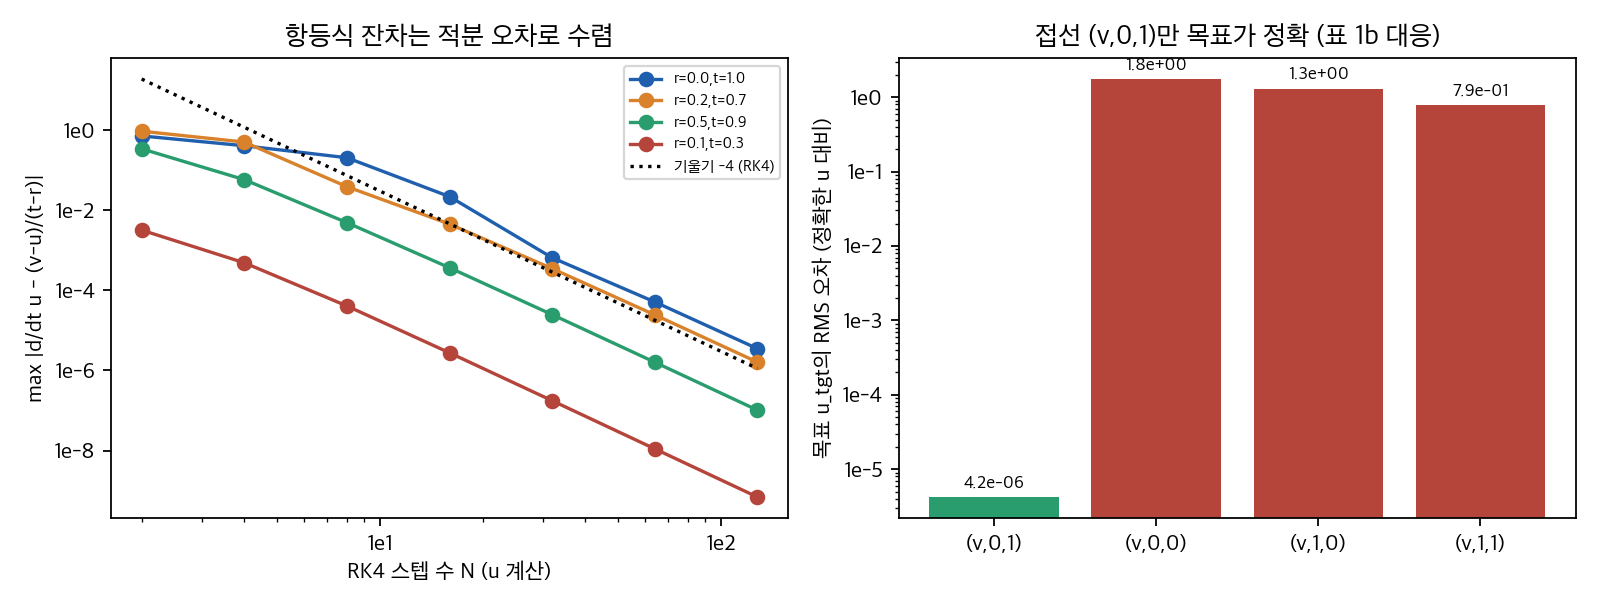 항등식 잔차는 적분 오차로 수렴
max |d/dt u - (v-u)/(t-r)|
1e0
1e-2
1e-4
1e-6
1e-8
r=0.0,t=1.0
r=0.2,t=0.7
r=0.5,t=0.9
r=0.1,t=0.3
기울기 -4 (RK4)
1e1
1e2
RK4 스텝 수 N (u 계산)
접선 (v,0,1)만 목표가 정확 (표 1b 대응)
목표 u_tgt의 RMS 오차 (정확한 u 대비)
1e0
1e-1
1e-2
1e-3
1e-4
1e-5
4.2e-06
1.8e+00
1.3e+00
7.9e-01
(v,0,1)
(v,0,0)
(v,1,0)
(v,1,1)